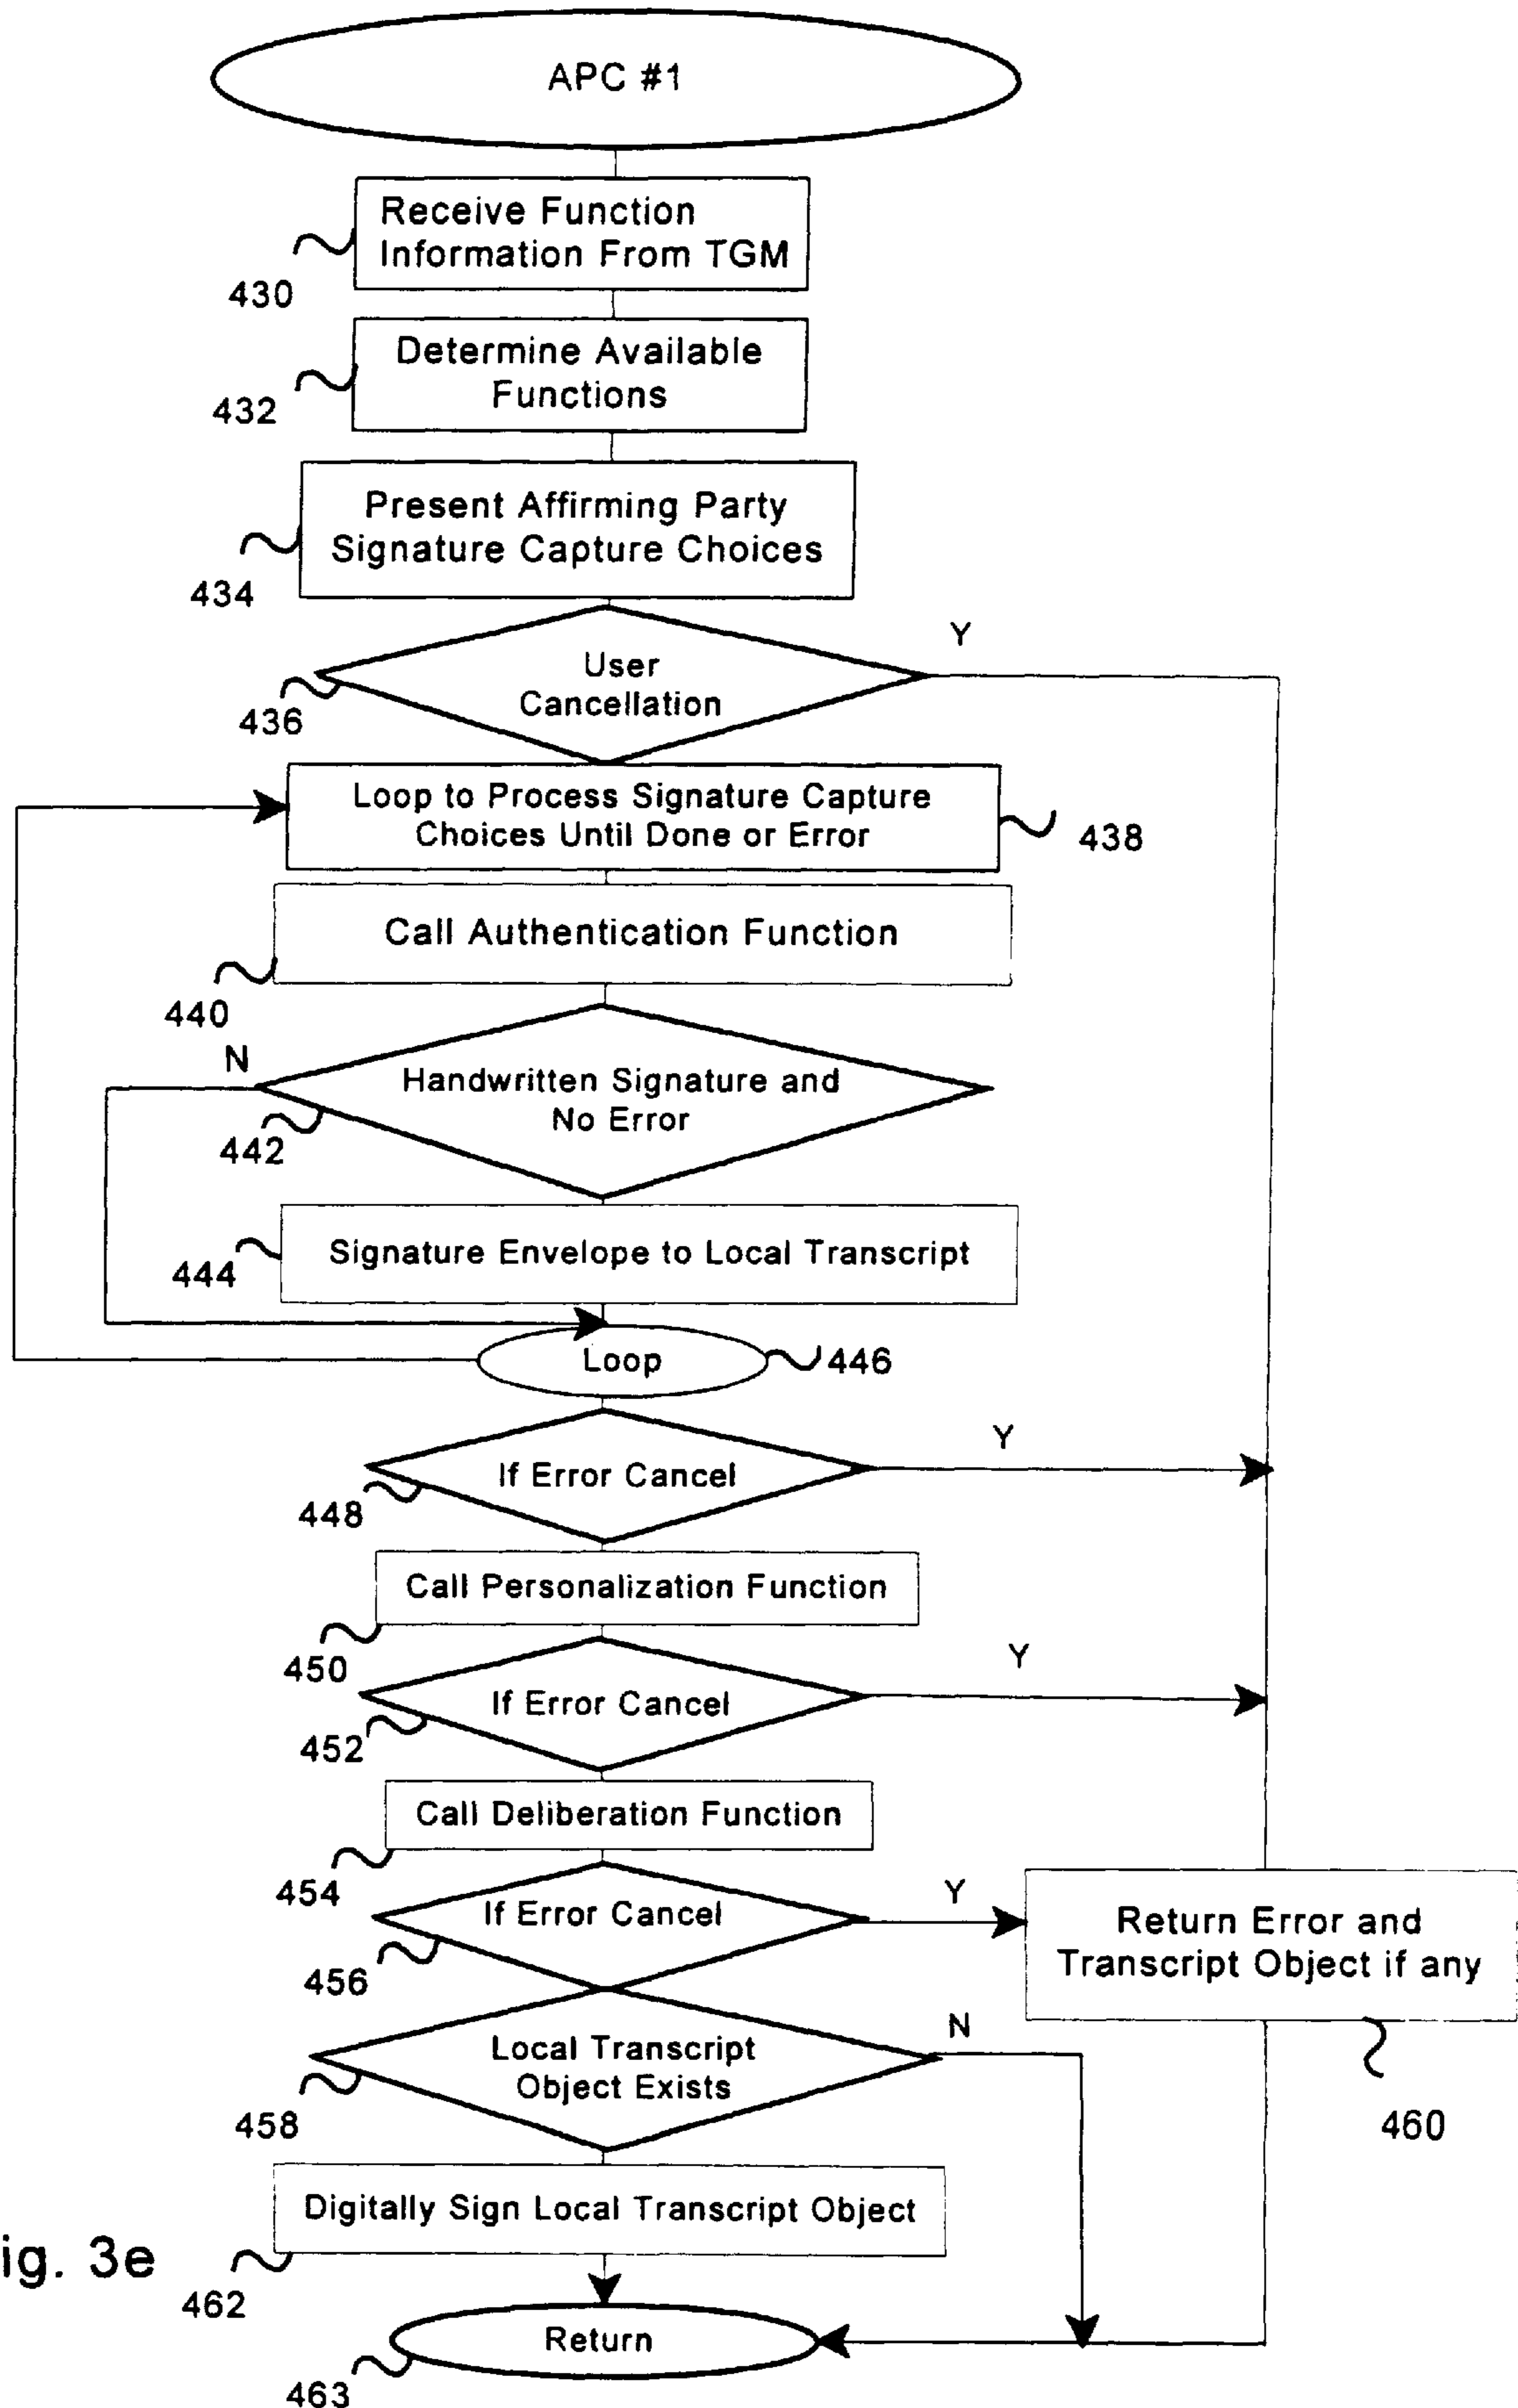 APC #1
Receive Function
Information From TGM
430
Determine Available
Functions
432
Present Affirming Party
Signature Capture Choices
434
Y
User
Cancellation
436
Loop to Process Signature Capture
Choices Until Done or Error
438
Call Authentication Function
440
N
Handwritten Signature and
No Error
442
Signature Envelope to Local Transcript
444
Loop
446
Y
If Error Cancel
448
Call Personalization Function
450
Y
If Error Cancel
452
Call Deliberation Function
454
Y
If Error Cancel
456
Return Error and
Transcript Object if any
460
N
Local Transcript
Object Exists
458
Digitally Sign Local Transcript Object
462
ig. 3e
Return
463